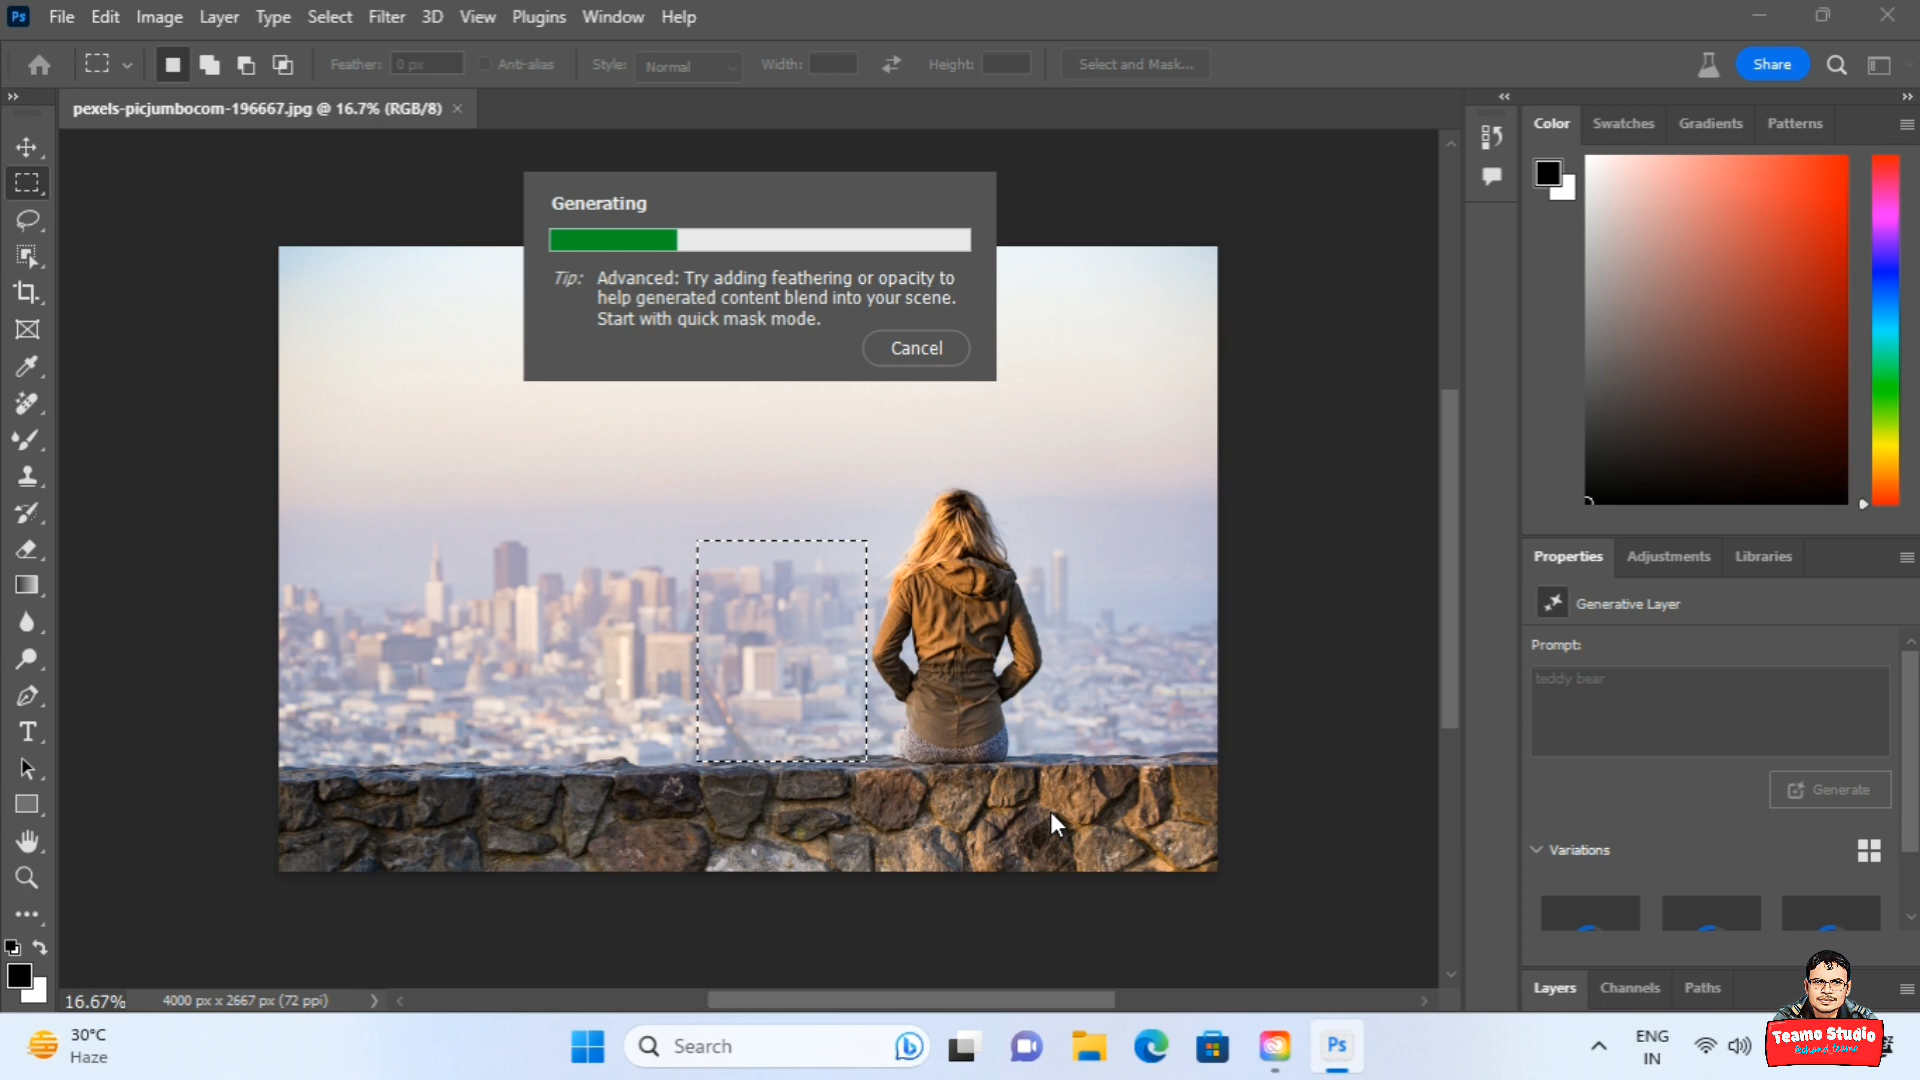 Ps File Edit Image Layer Type Select Filter 3D View Plugins Window Help
Feather: 0 px Anti-alias Style: Normal Width: Height: Select and Mask... Share
pexels-picjumbocom-196667.jpg @ 16.7% (RGB/8)
Color Swatches Gradients Patterns
Generating
Tip: Advanced: Try adding feathering or opacity to
help generated content blend into your scene.
Start with quick mask mode.
Cancel
Properties Adjustments Libraries
Generative Layer
Prompt:
teddy bear
Generate
Variations
Layers Channels Paths
16.67% 4000 px x 2667 px (72 ppi)
30°C
Haze
Search
Ps
ENG
IN
Teamo Studio
@chand_teamo